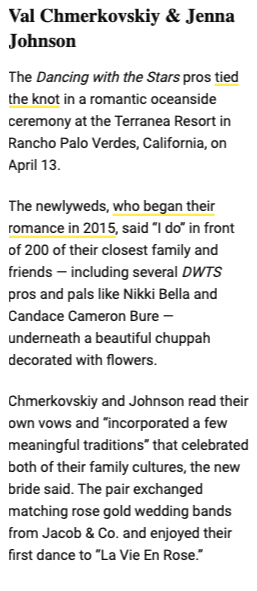 Val Chmerkovskiy & Jenna
Johnson
The Dancing with the Stars pros tied
the knot in a romantic oceanside
ceremony at the Terranea Resort in
Rancho Palo Verdes, California, on
April 13.
The newlyweds, who began their
romance in 2015, said “I do” in front
of 200 of their closest family and
friends — including several DWTS
pros and pals like Nikki Bella and
Candace Cameron Bure —
underneath a beautiful chuppah
decorated with flowers.
Chmerkovskiy and Johnson read their
own vows and “incorporated a few
meaningful traditions” that celebrated
both of their family cultures, the new
bride said. The pair exchanged
matching rose gold wedding bands
from Jacob & Co. and enjoyed their
first dance to “La Vie En Rose.”